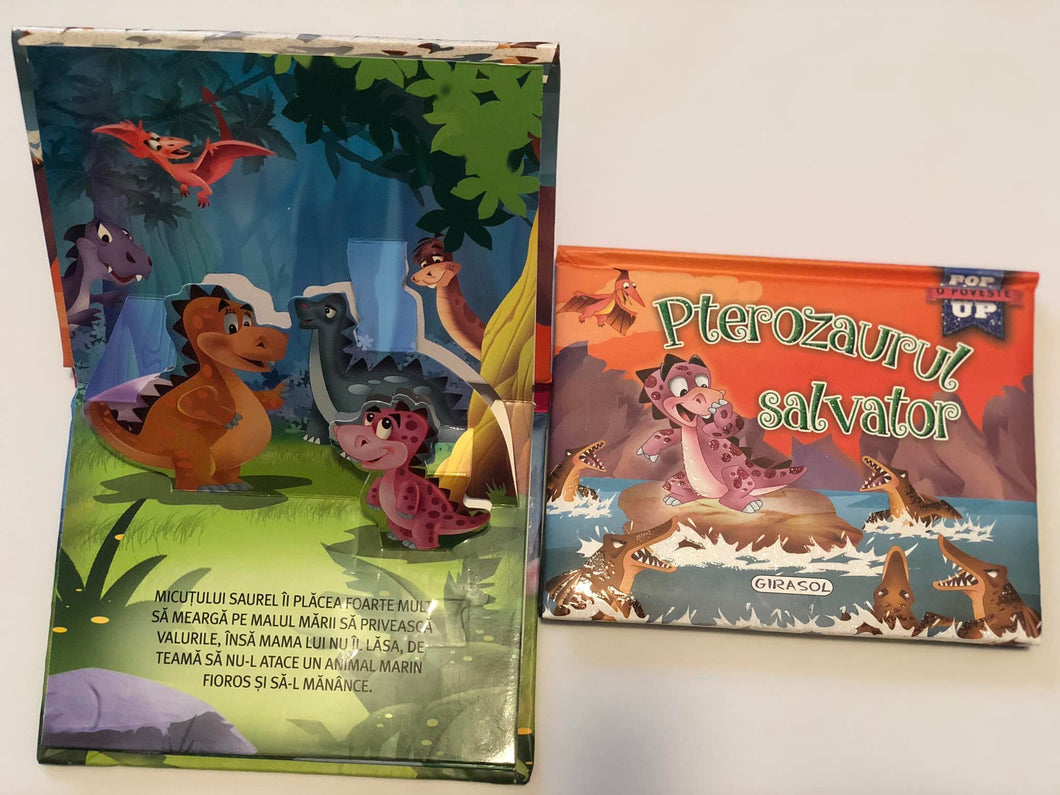 MICUȚULUI SAUREL ÎI PLĂCEA FOARTE MULT
SĂ MEARGĂ PE MALUL MĂRII SĂ PRIVEASCĂ
VALURILE, ÎNSĂ MAMA LUI NU ÎL LĂSA, DE
TEAMĂ SĂ NU-L ATACE UN ANIMAL MARIN
FIOROS ȘI SĂ-L MĂNÂNCE.
POP
O POVESTE
UP
Pterozaurul
salvator
GIRASOL